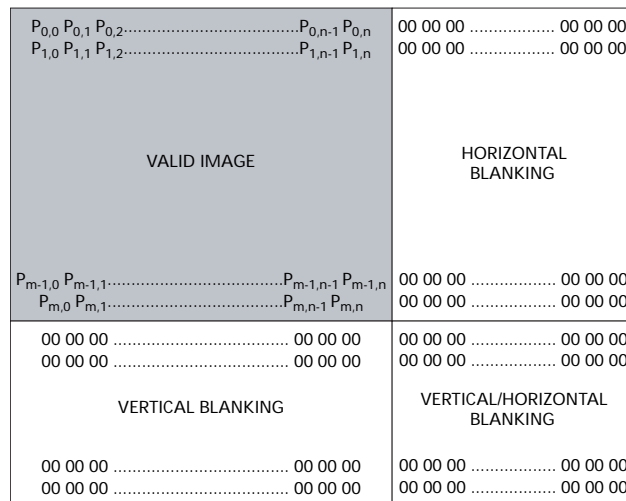 P0,0 P0,1 P0,2.....................................P0,n-1 P0,n
P1,0 P1,1 P1,2.....................................P1,n-1 P1,n
VALID IMAGE
Pm-1,0 Pm-1,1.....................................Pm-1,n-1 Pm-1,n
Pm,0 Pm,1.....................................Pm,n-1 Pm,n
00 00 00 .................. 00 00 00
00 00 00 .................. 00 00 00
HORIZONTAL
BLANKING
00 00 00 .................. 00 00 00
00 00 00 .................. 00 00 00
00 00 00 ..................................... 00 00 00
00 00 00 ..................................... 00 00 00
VERTICAL BLANKING
00 00 00 ..................................... 00 00 00
00 00 00 ..................................... 00 00 00
00 00 00 .................. 00 00 00
00 00 00 .................. 00 00 00
VERTICAL/HORIZONTAL
BLANKING
00 00 00 .................. 00 00 00
00 00 00 .................. 00 00 00